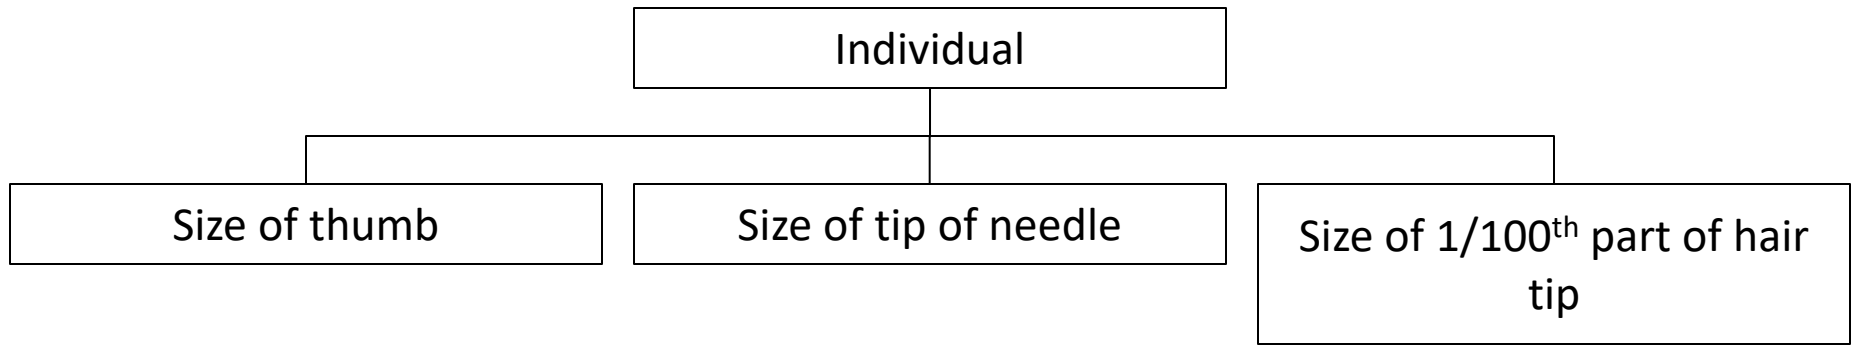 Individual
Size of thumb
Size of tip of needle
Size of 1/100th part of hair
tip